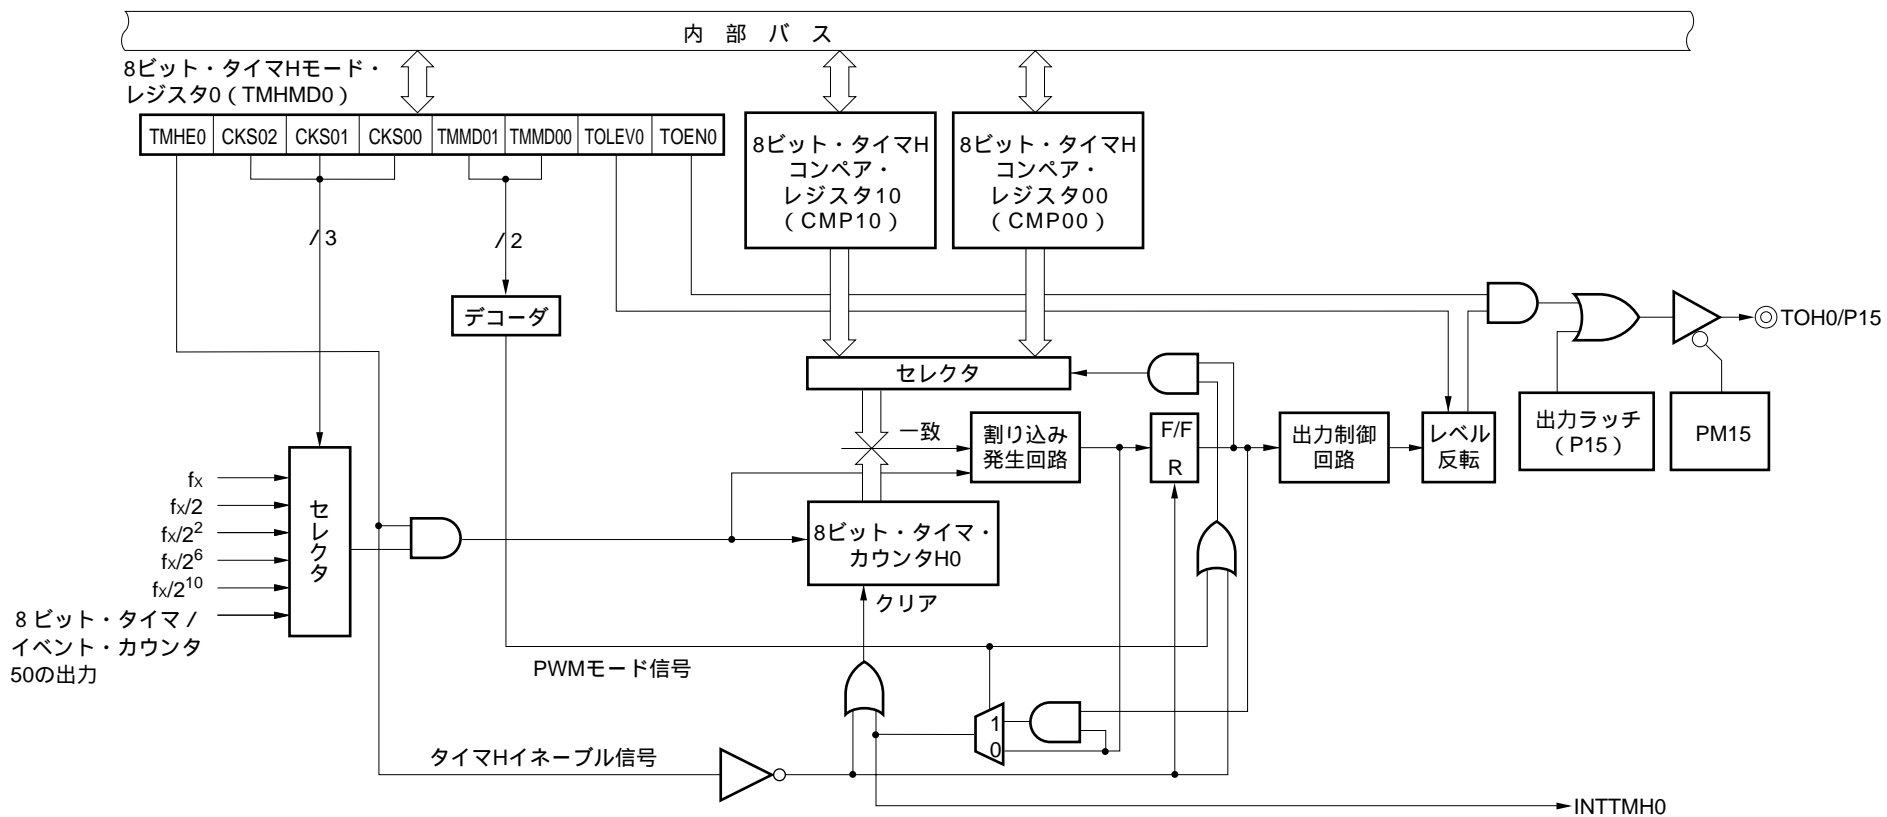 内 部 バ ス
8ビット・タイマHモード・
レジスタ0（TMHMD0）
TMHE0 CKS02 CKS01 CKS00 TMMD01 TMMD00 TOLEV0 TOEN0
8ビット・タイマH
コンペア・
レジスタ10
（CMP10）
8ビット・タイマH
コンペア・
レジスタ00
（CMP00）
/ 3
/ 2
デコーダ
TOH0/P15
セレクタ
一致
割り込み
発生回路
F/F
R
出力制御
回路
レベル
反転
出力ラッチ
（P15）
PM15
fx
fx/2
fx/2²
fx/2⁶
fx/2¹⁰
8 ビット・タイマ /
イベント・カウンタ
50の出力
セレクタ
8ビット・タイマ・
カウンタH0
クリア
PWMモード信号
1
0
タイマHイネーブル信号
INTTMH0